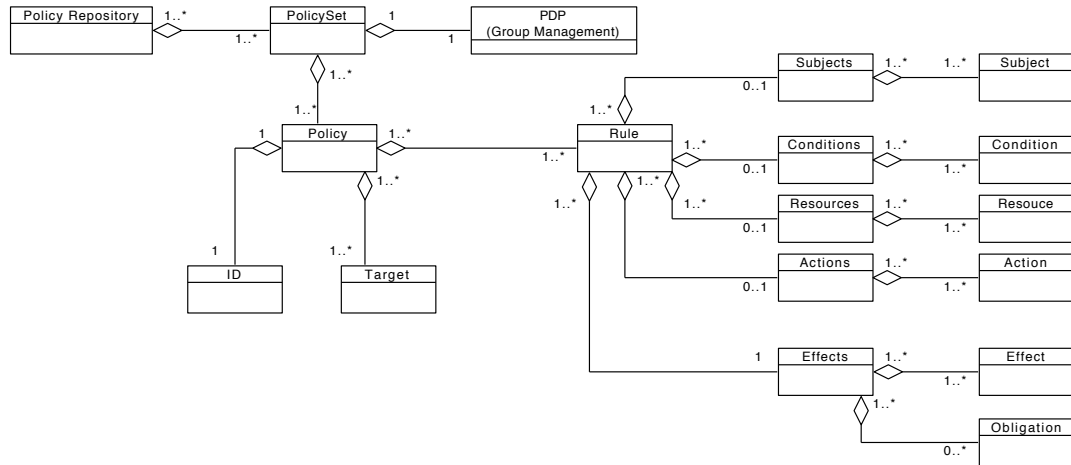 Policy Repository
1..*
1..*
PolicySet
1
1
PDP
(Group Management)
1..*
1..*
Policy
1
1
ID
1..*
1..*
Target
1..*
1..*
Rule
1..*
0..1
Subjects
1..*
1..*
Subject
1..*
0..1
Conditions
1..*
1..*
Condition
1..*
0..1
Resources
1..*
1..*
Resouce
1..*
0..1
Actions
1..*
1..*
Action
1..*
1
Effects
1..*
1..*
Effect
1..*
0..*
Obligation